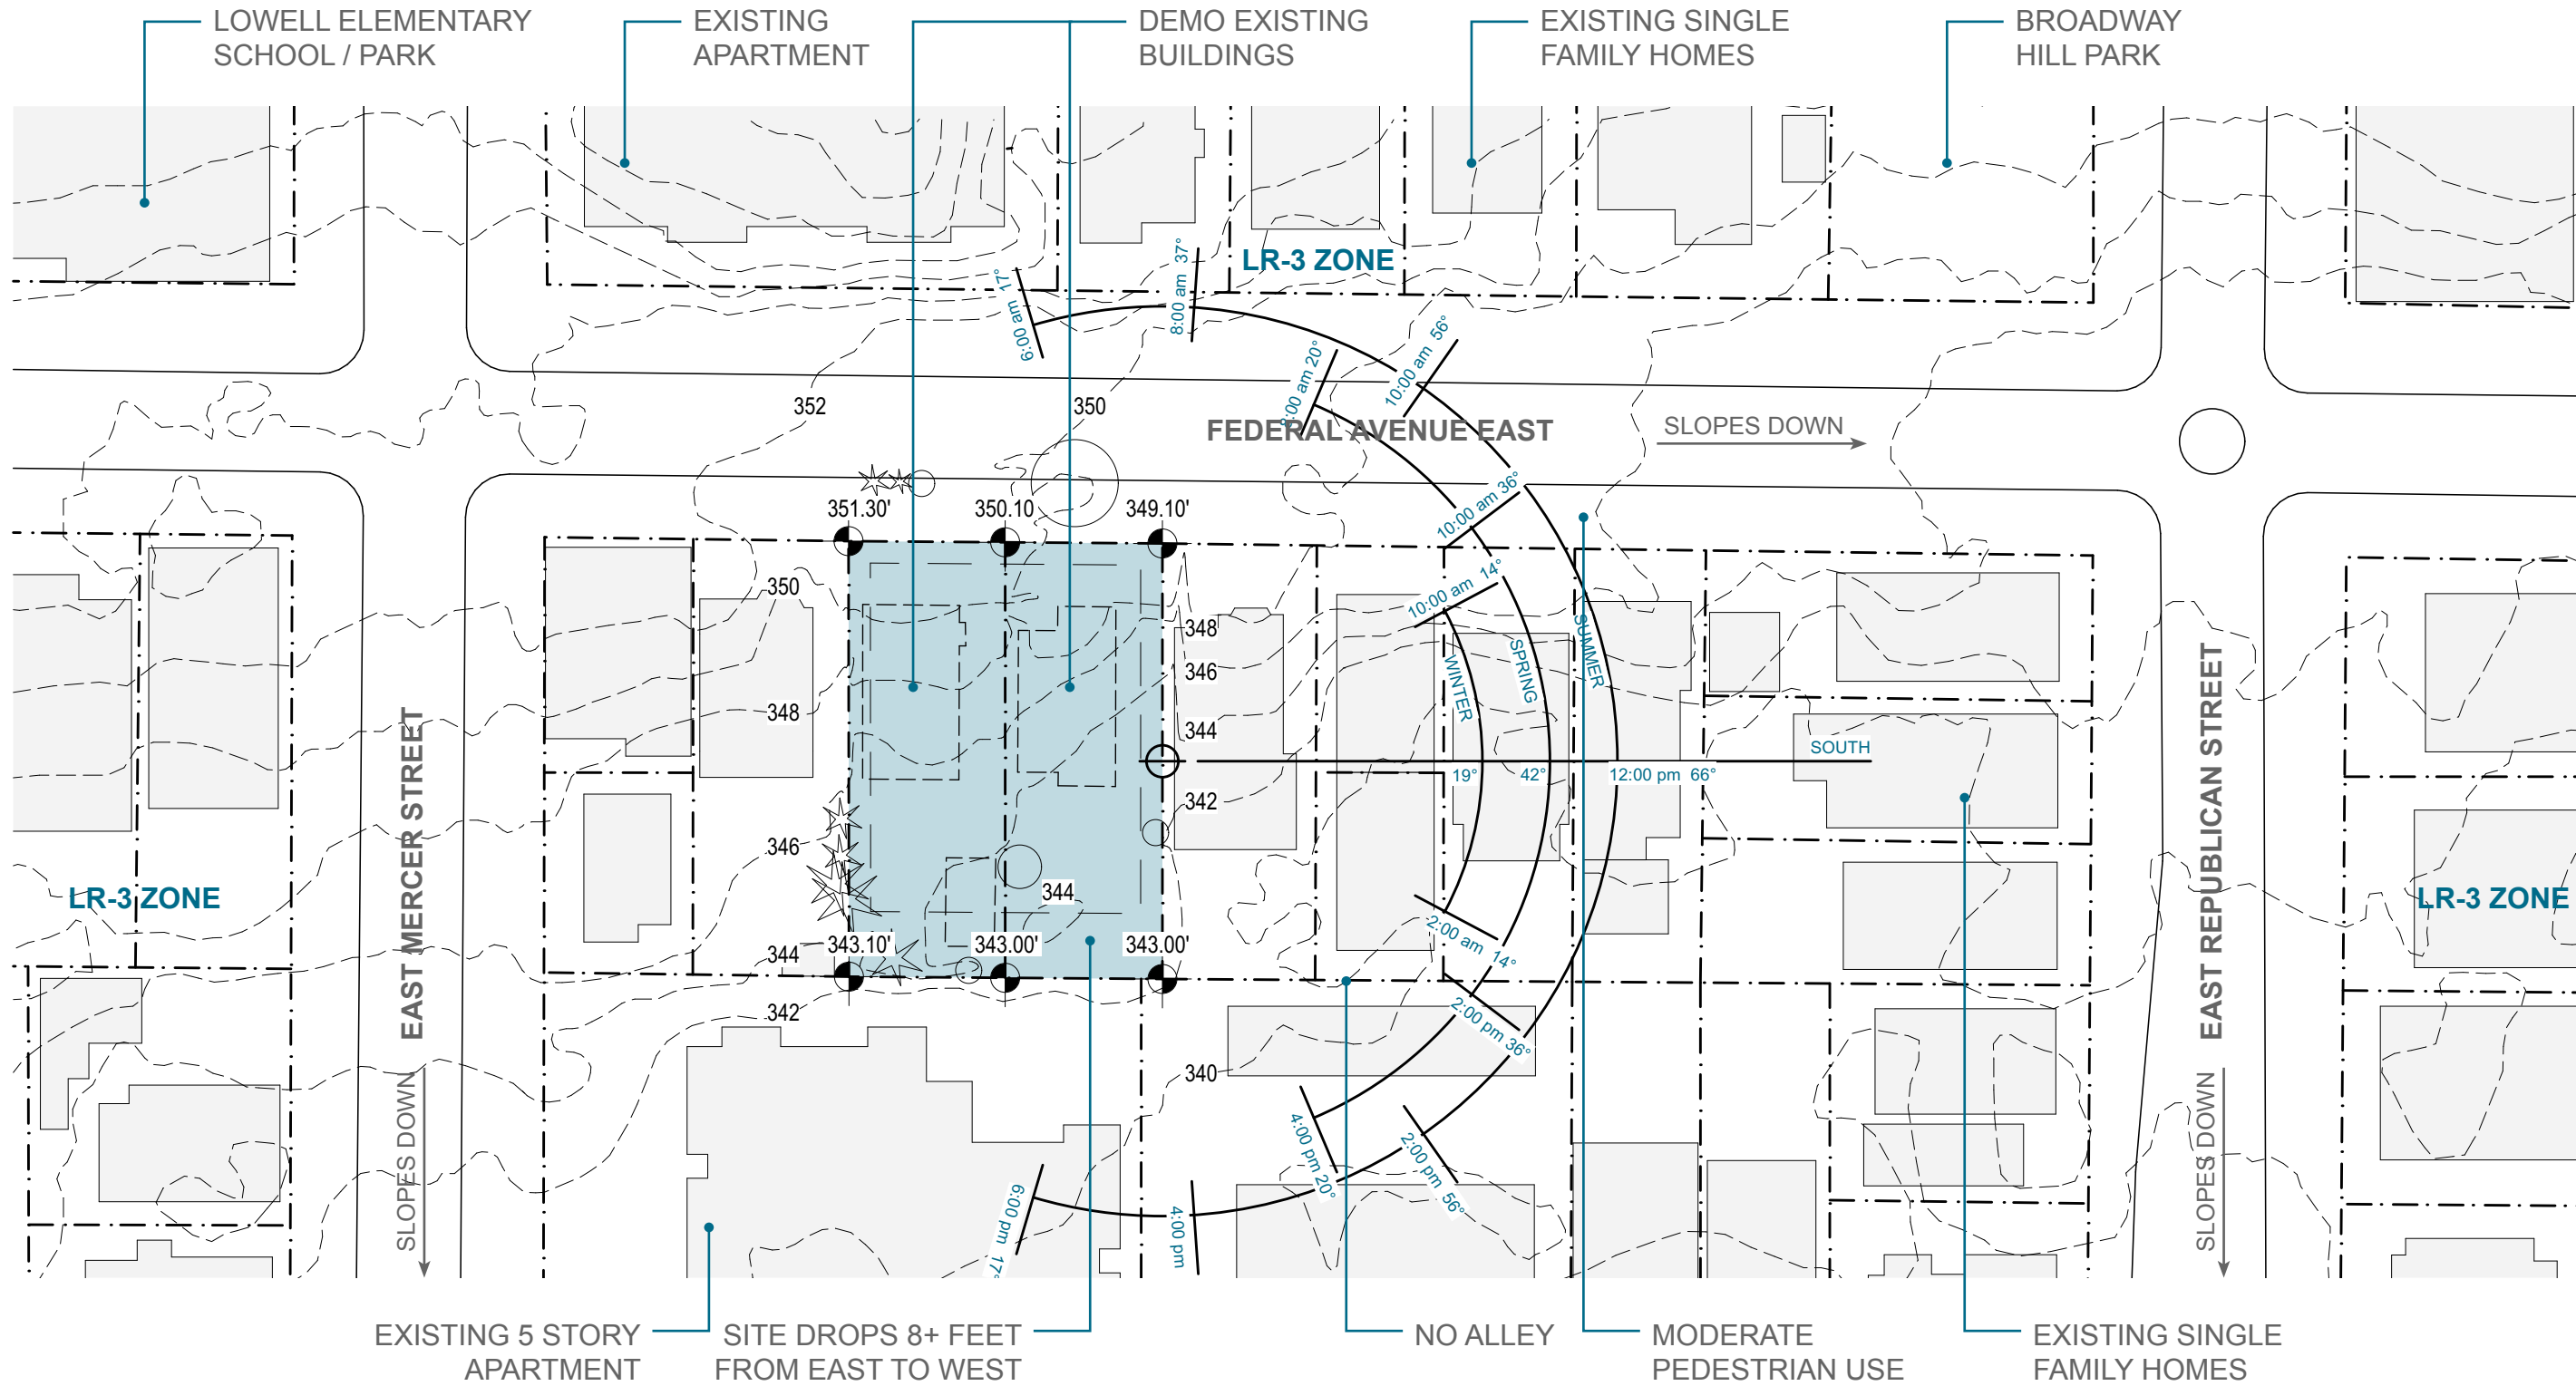 LOWELL ELEMENTARY
SCHOOL / PARK
EXISTING
APARTMENT
DEMO EXISTING
BUILDINGS
EXISTING SINGLE
FAMILY HOMES
BROADWAY
HILL PARK
LR-3 ZONE
6:00 am 17°
8:00 am 37°
8:00 am 20°
10:00 am 56°
352
350
FEDERAL AVENUE EAST
SLOPES DOWN
351.30'
350.10
349.10'
10:00 am 36°
10:00 am 14°
350
348
346
344
342
348
346
344
342
WINTER
SPRING
SUMMER
SOUTH
19°
42°
12:00 pm 66°
EAST MERCER STREET
SLOPES DOWN
EAST REPUBLICAN STREET
SLOPES DOWN
LR-3 ZONE
LR-3 ZONE
344
343.10'
343.00'
343.00'
2:00 am 14°
2:00 pm 36°
340
4:00 pm 20°
2:00 pm 56°
6:00 pm 17°
4:00 pm
EXISTING 5 STORY
APARTMENT
SITE DROPS 8+ FEET
FROM EAST TO WEST
NO ALLEY
MODERATE
PEDESTRIAN USE
EXISTING SINGLE
FAMILY HOMES